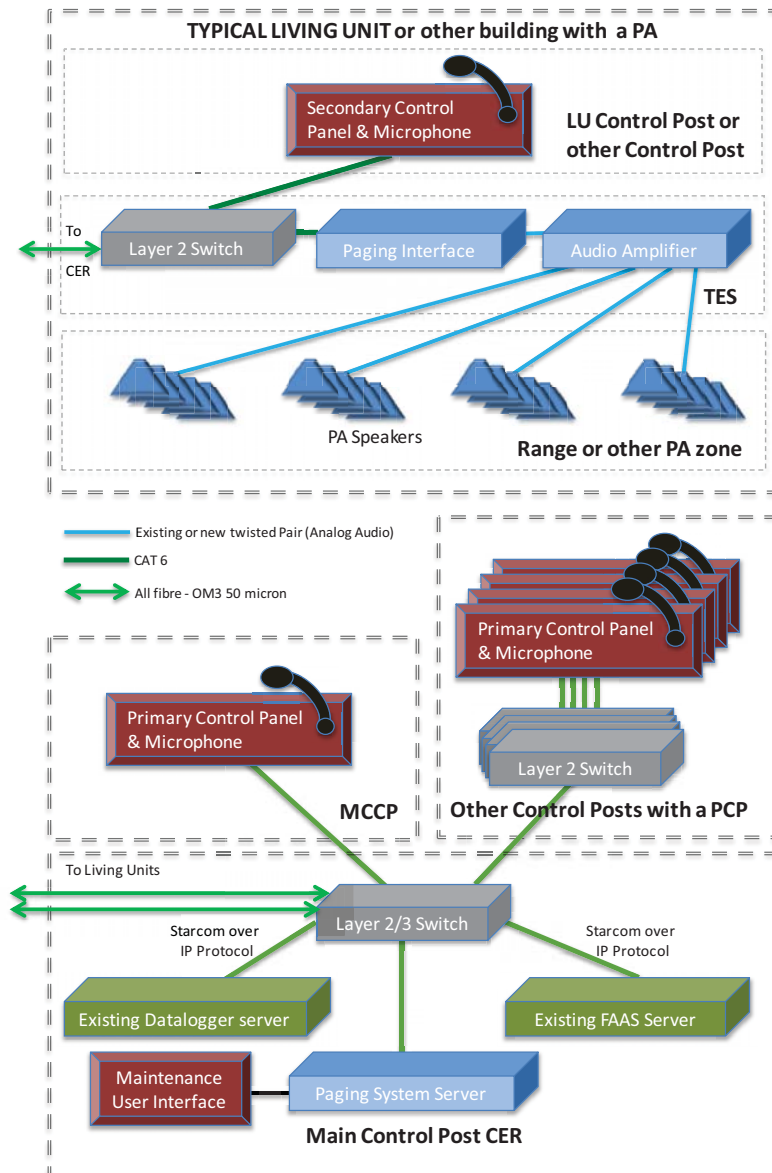 TYPICAL LIVING UNIT or other building with a PA
Secondary Control
Panel & Microphone
LU Control Post or
other Control Post
To
CER
Layer 2 Switch
Paging Interface
Audio Amplifier
TES
PA Speakers
Range or other PA zone
Existing or new twisted Pair (Analog Audio)
CAT 6
All fibre - OM3 50 micron
Primary Control Panel
& Microphone
Layer 2 Switch
Other Control Posts with a PCP
Primary Control Panel
& Microphone
MCCP
To Living Units
Layer 2/3 Switch
Starcom over
IP Protocol
Starcom over
IP Protocol
Existing Datalogger server
Existing FAAS Server
Maintenance
User Interface
Paging System Server
Main Control Post CER